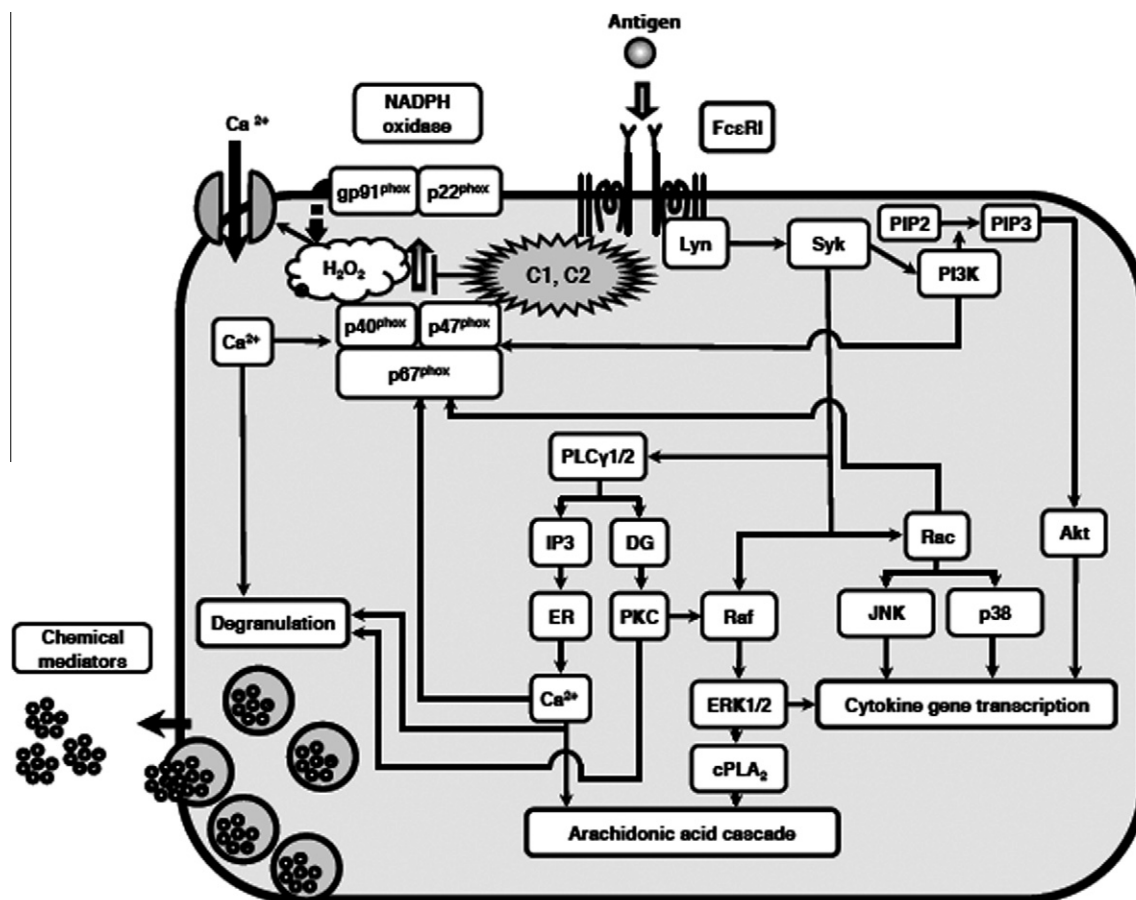 Antigen
NADPH
oxidase
FcεRI
Ca ²⁺
gp91ᵖʰᵒˣ
p22ᵖʰᵒˣ
Lyn
Syk
PIP2
PIP3
PI3K
H₂O₂
C1, C2
p40ᵖʰᵒˣ
p47ᵖʰᵒˣ
Ca²⁺
p67ᵖʰᵒˣ
PLCγ1/2
IP3
DG
Rac
Akt
Degranulation
ER
PKC
Raf
JNK
p38
Chemical
mediators
Ca²⁺
ERK1/2
Cytokine gene transcription
cPLA₂
Arachidonic acid cascade